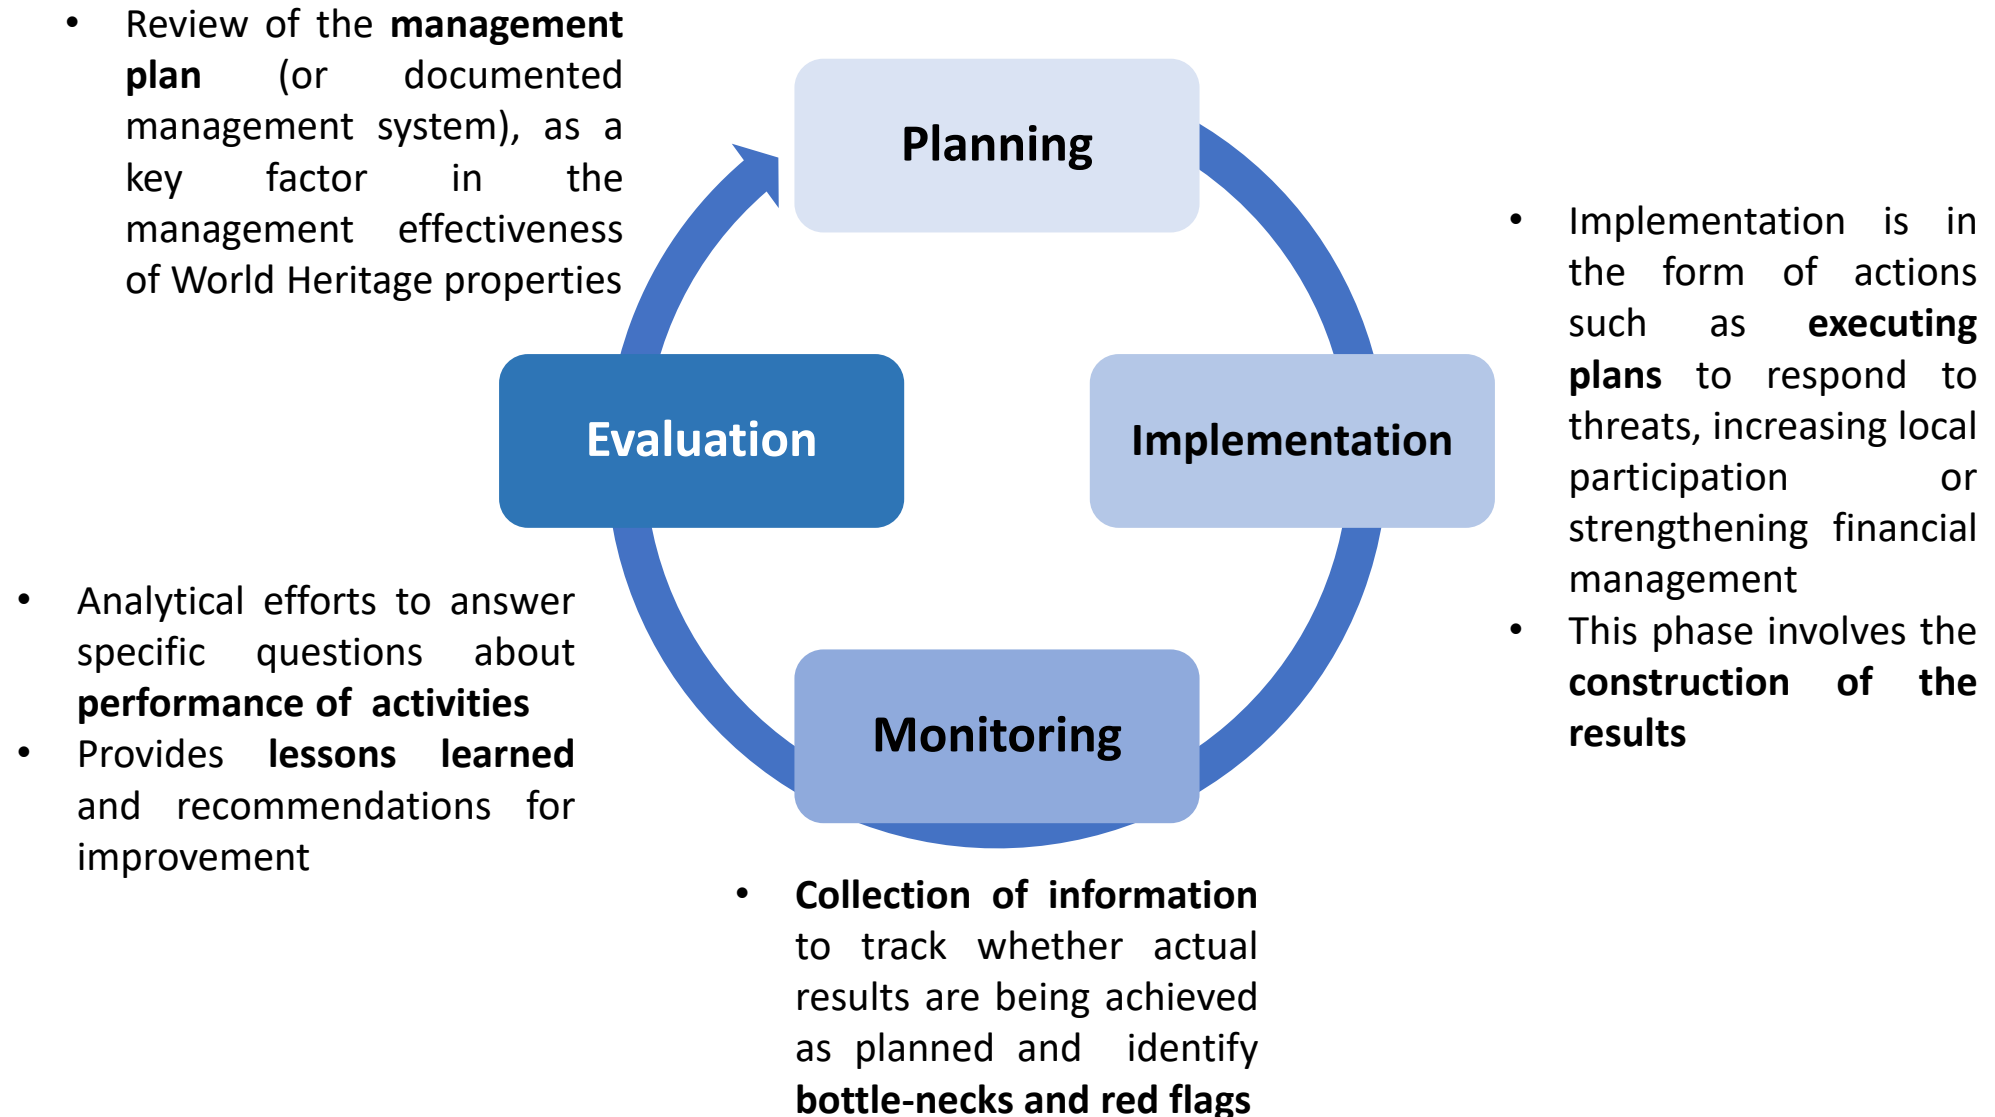 • Review of the management
plan (or documented
management system), as a
key factor in the
management effectiveness
of World Heritage properties
Planning
• Implementation is in
the form of actions
such as executing
plans to respond to
threats, increasing local
participation or
strengthening financial
management
• This phase involves the
construction of the
results
Implementation
Evaluation
• Analytical efforts to answer
specific questions about
performance of activities
• Provides lessons learned
and recommendations for
improvement
Monitoring
• Collection of information
to track whether actual
results are being achieved
as planned and identify
bottle-necks and red flags